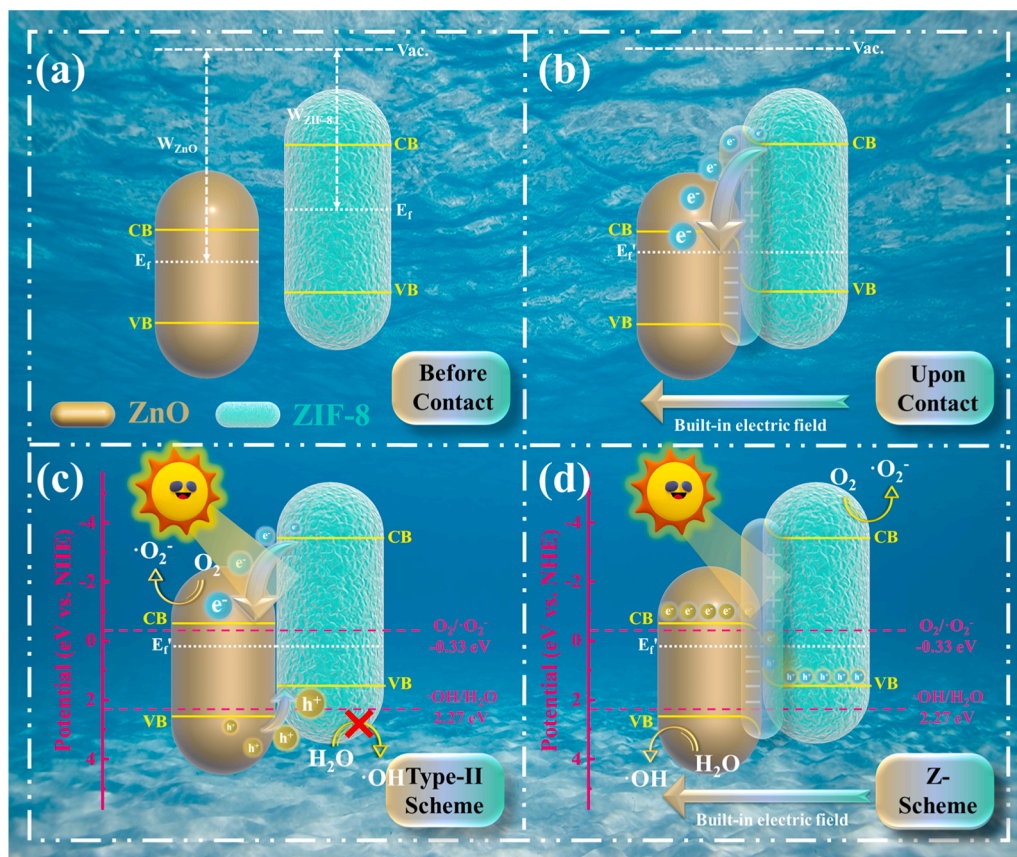 (a)
Vac.
W_ZnO
W_ZIF-8
CB
CB
E_f
E_f
VB
VB
Before
Contact
ZnO
ZIF-8
(b)
Vac.
e⁻
e⁻
e⁻
e⁻
CB
E_f'
VB
CB
VB
Upon
Contact
Built-in electric field
(c)
Potential (eV vs. NHE)
-4
-2
0
2
4
·O₂⁻
O₂
e⁻
e⁻
e⁻
e⁻
CB
CB
O₂/·O₂⁻
-0.33 eV
E_f'
VB
·OH/H₂O
2.27 eV
VB
h⁺
h⁺
h⁺
h⁺
H₂O
·OH
Type-II
Scheme
(d)
Potential (eV vs. NHE)
-4
-2
0
2
4
O₂
·O₂⁻
CB
CB
e⁻
e⁻
e⁻
e⁻
e⁻
O₂/·O₂⁻
-0.33 eV
E_f'
h⁺
h⁺
h⁺
h⁺
h⁺
VB
·OH/H₂O
2.27 eV
VB
·OH
H₂O
Z-
Scheme
Built-in electric field